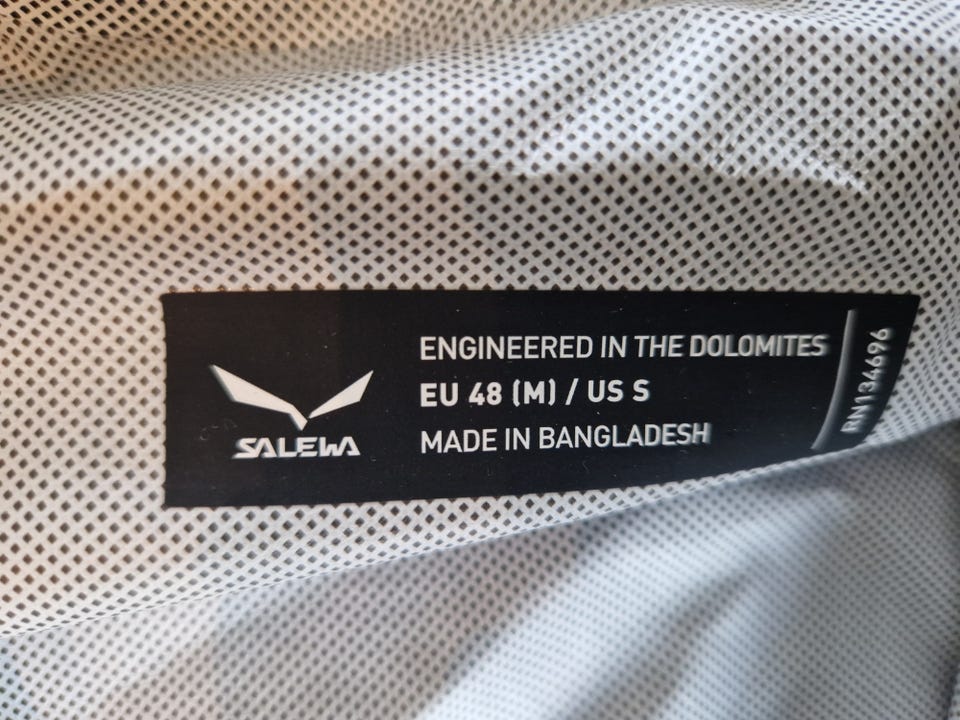 SALEWA
ENGINEERED IN THE DOLOMITES
EU 48 (M) / US S
MADE IN BANGLADESH
RN134696